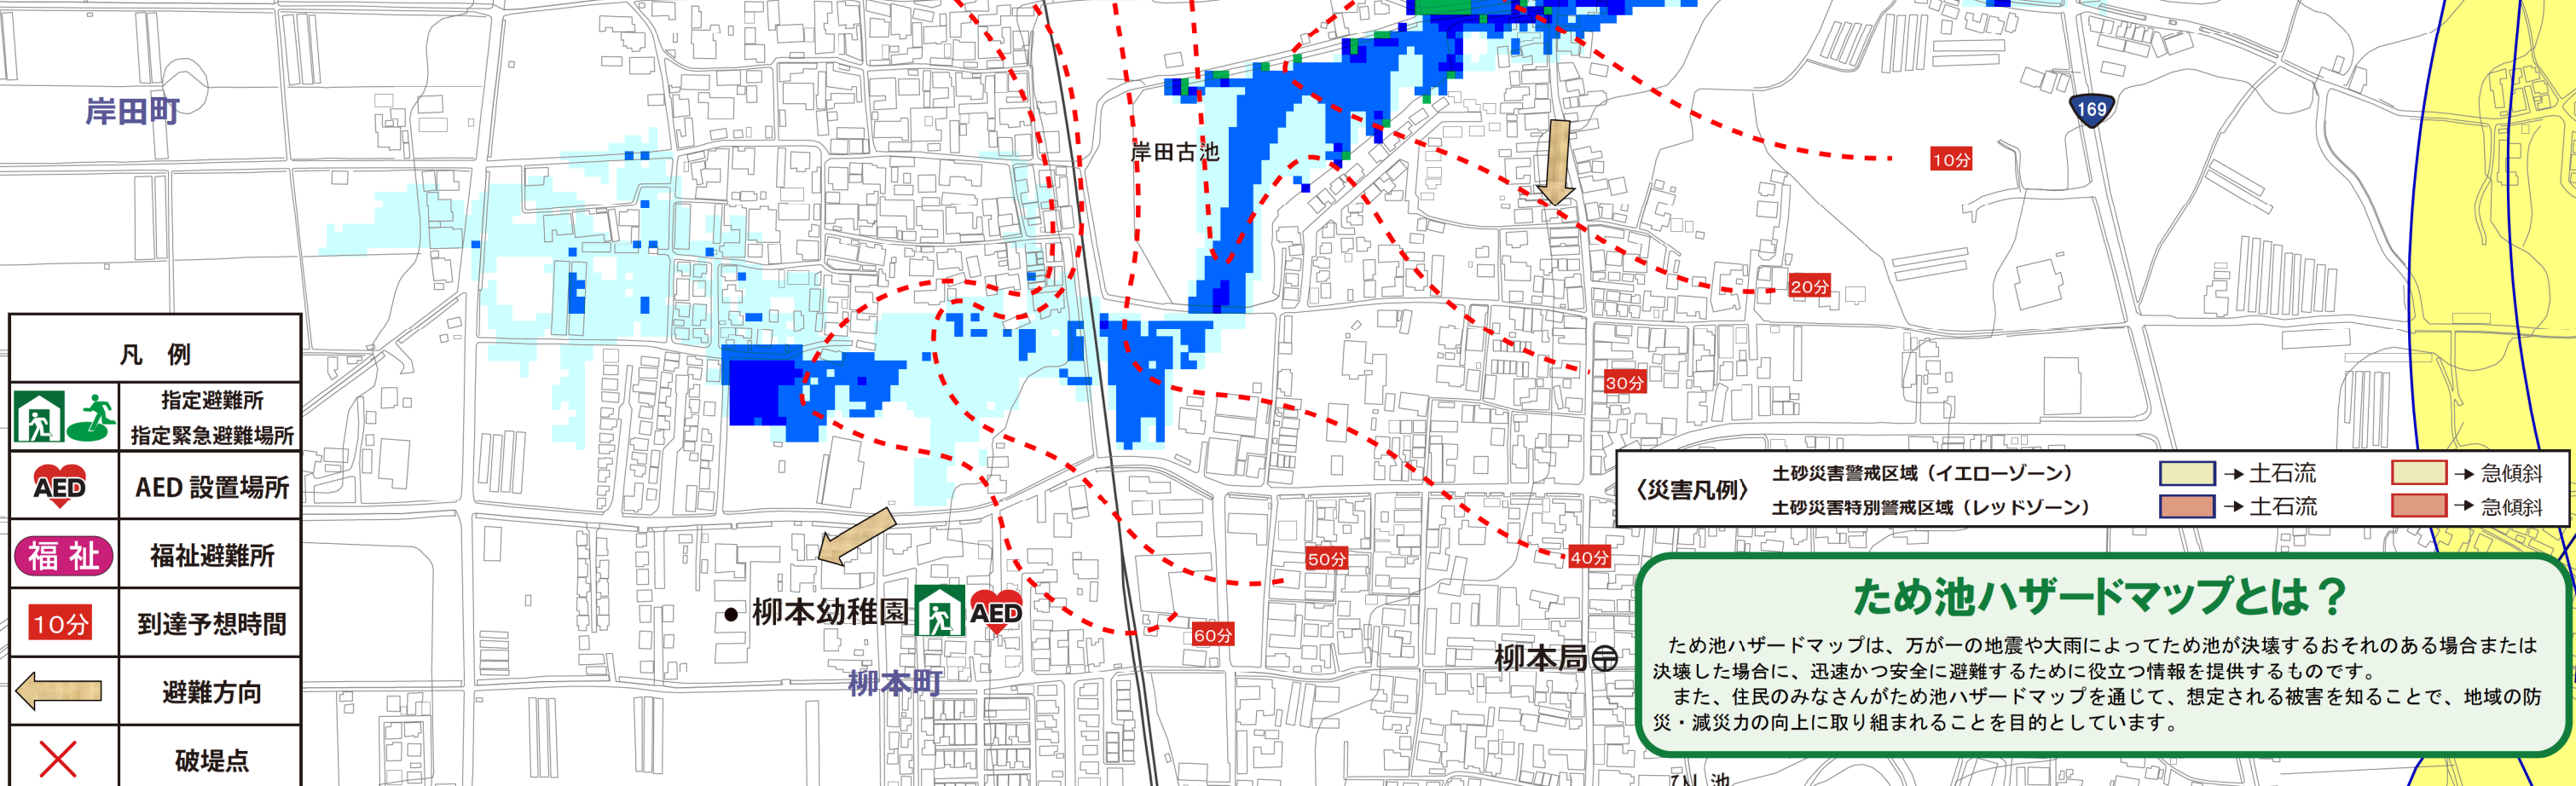 岸田町
169
岸田古池
10分
20分
30分
40分
50分
60分
柳本幼稚園
AED
柳本町
柳本局
凡 例
指定避難所
指定緊急避難場所
AED
AED 設置場所
福 祉
福祉避難所
10分
到達予想時間
避難方向
破堤点
〈災害凡例〉
土砂災害警戒区域（イエローゾーン）
→土石流
→急傾斜
土砂災害特別警戒区域（レッドゾーン）
→土石流
→急傾斜
ため池ハザードマップとは？
ため池ハザードマップは、万が一の地震や大雨によってため池が決壊するおそれのある場合または
決壊した場合に、迅速かつ安全に避難するために役立つ情報を提供するものです。
また、住民のみなさんがため池ハザードマップを通じて、想定される被害を知ることで、地域の防
災・減災力の向上に取り組まれることを目的としています。